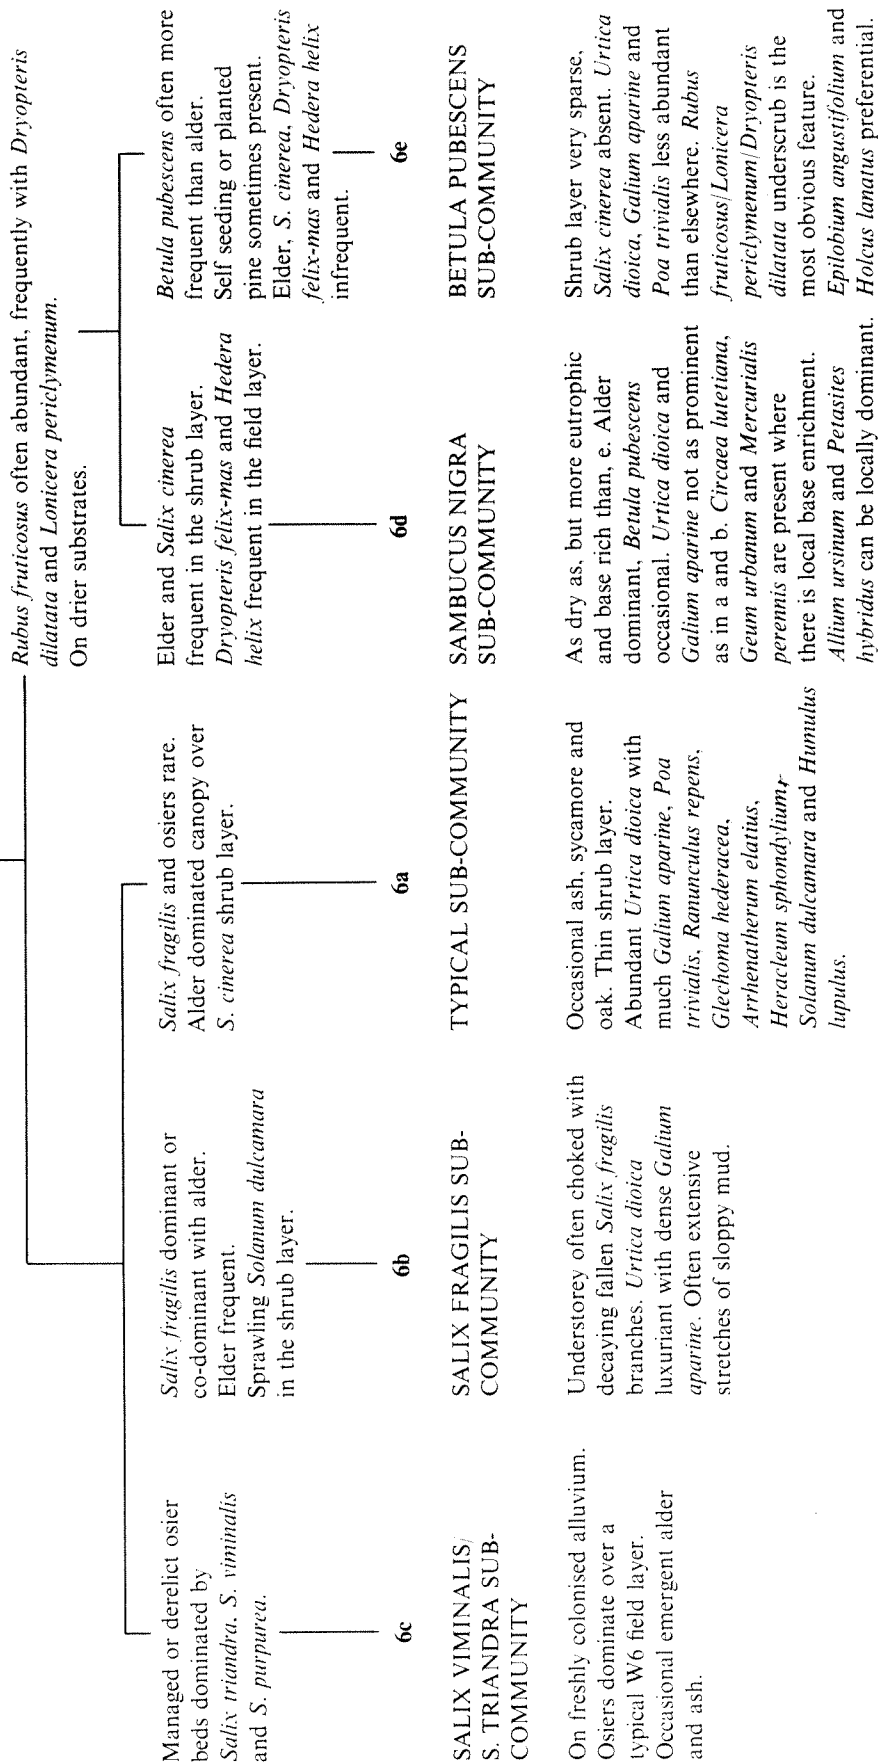 Rubus fruticosus often abundant, frequently with Dryopteris
dilatata and Lonicera periclymenum.
On drier substrates.
Managed or derelict osier
beds dominated by
Salix triandra, S. viminalis
and S. purpurea.
6c
SALIX VIMINALIS/
S. TRIANDRA SUB-
COMMUNITY
On freshly colonised alluvium.
Osiers dominate over a
typical W6 field layer.
Occasional emergent alder
and ash.
Salix fragilis dominant or
co-dominant with alder.
Elder frequent.
Sprawling Solanum dulcamara
in the shrub layer.
6b
SALIX FRAGILIS SUB-
COMMUNITY
Understorey often choked with
decaying fallen Salix fragilis
branches. Urtica dioica
luxuriant with dense Galium
aparine. Often extensive
stretches of sloppy mud.
Salix fragilis and osiers rare.
Alder dominated canopy over
S. cinerea shrub layer.
6a
TYPICAL SUB-COMMUNITY
Occasional ash, sycamore and
oak. Thin shrub layer.
Abundant Urtica dioica with
much Galium aparine, Poa
trivialis, Ranunculus repens,
Glechoma hederacea,
Arrhenatherum elatius,
Heracleum sphondylium,
Solanum dulcamara and Humulus
lupulus.
Elder and Salix cinerea
frequent in the shrub layer.
Dryopteris felix-mas and Hedera
helix frequent in the field layer.
6d
SAMBUCUS NIGRA
SUB-COMMUNITY
As dry as, but more eutrophic
and base rich than, e. Alder
dominant, Betula pubescens
occasional. Urtica dioica and
Galium aparine not as prominent
as in a and b. Circaea lutetiana,
Geum urbanum and Mercurialis
perennis are present where
there is local base enrichment.
Allium ursinum and Petasites
hybridus can be locally dominant.
Betula pubescens often more
frequent than alder.
Self seeding or planted
pine sometimes present.
Elder, S. cinerea, Dryopteris
felix-mas and Hedera helix
infrequent.
6e
BETULA PUBESCENS
SUB-COMMUNITY
Shrub layer very sparse,
Salix cinerea absent. Urtica
dioica, Galium aparine and
Poa trivialis less abundant
than elsewhere. Rubus
fruticosus/Lonicera
periclymenum/Dryopteris
dilatata underscrub is the
most obvious feature.
Epilobium angustifolium and
Holcus lanatus preferential.